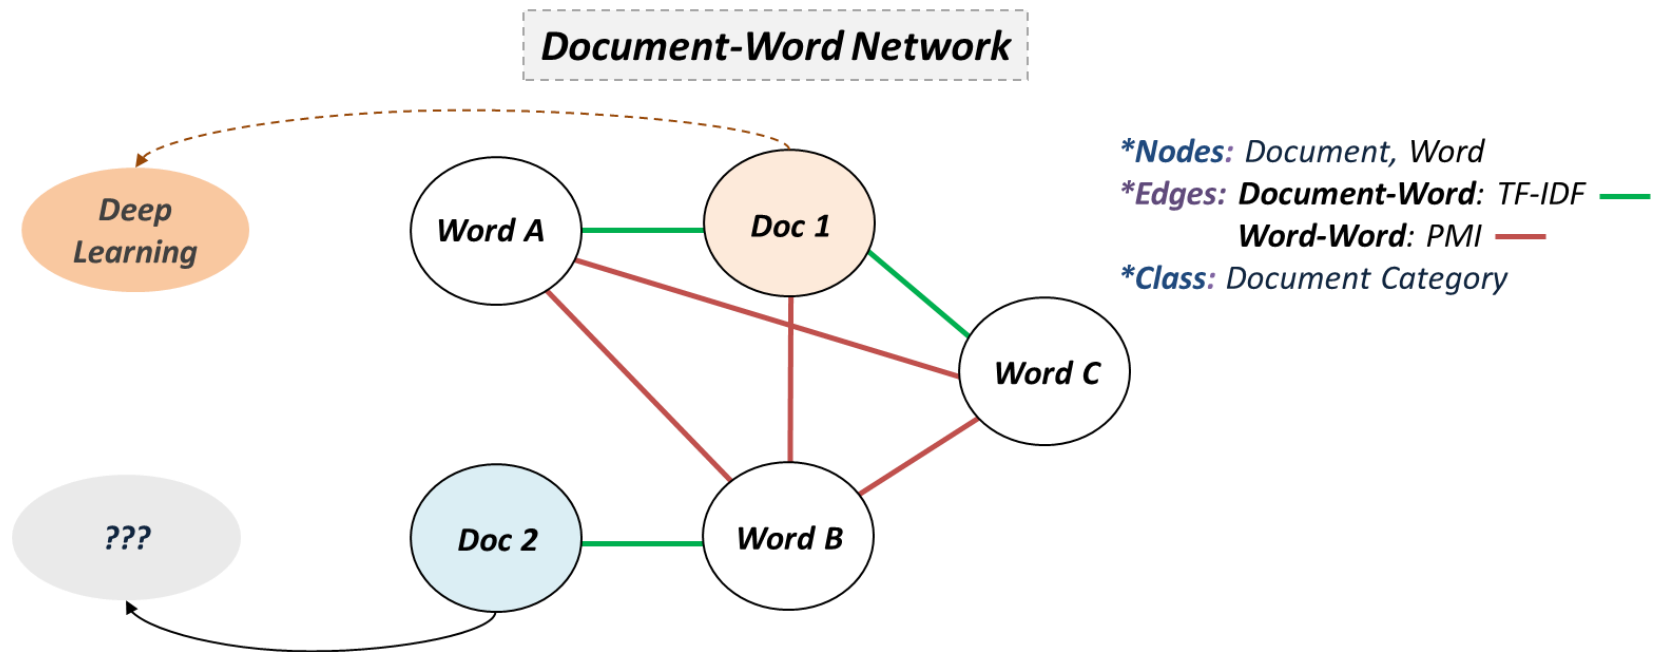 Document-Word Network
*Nodes: Document, Word
*Edges: Document-Word: TF-IDF
Word-Word: PMI
*Class: Document Category
Deep
Learning
Word A
Doc 1
Word C
???
Doc 2
Word B